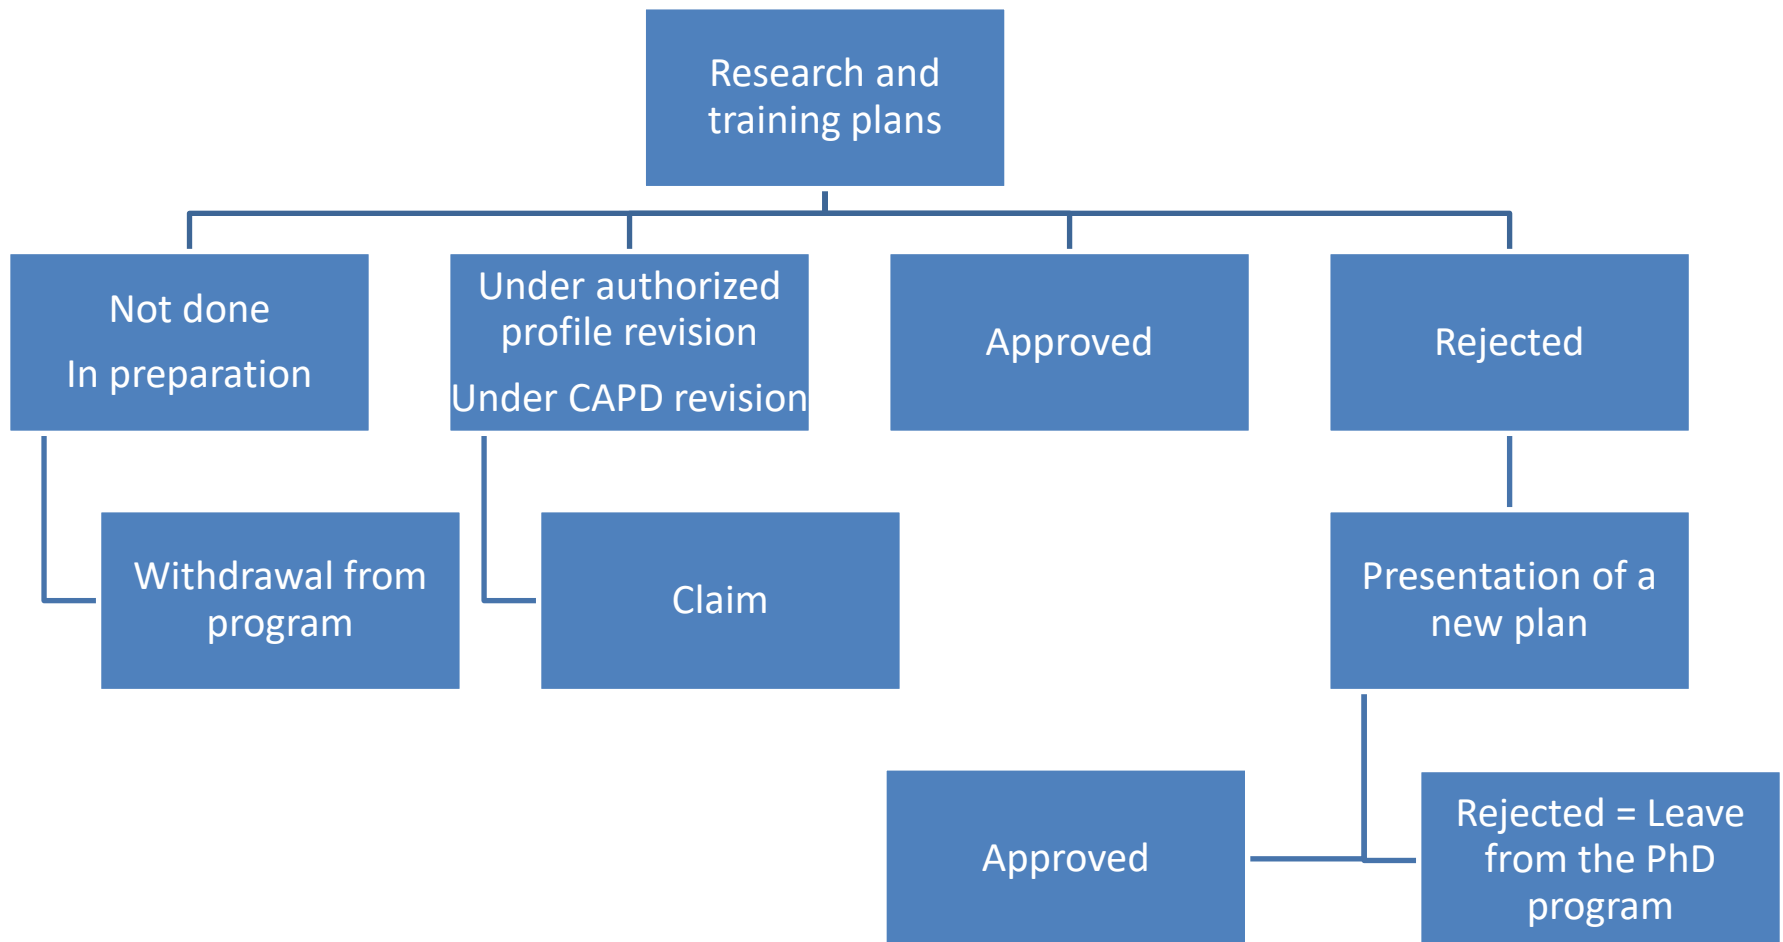 Research and
training plans
Not done
In preparation
Under authorized
profile revision
Under CAPD revision
Approved
Rejected
Withdrawal from
program
Claim
Presentation of a
new plan
Approved
Rejected = Leave
from the PhD
program